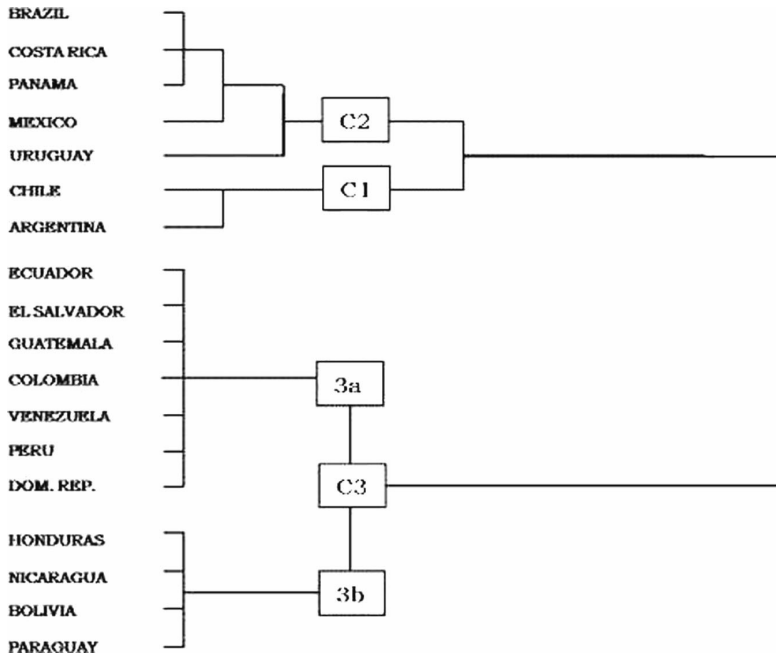 BRAZIL
COSTA RICA
PANAMA
MEXICO
URUGUAY
C2
CHILE
C1
ARGENTINA
ECUADOR
EL SALVADOR
GUATEMALA
COLOMBIA
3a
VENEZUELA
PERU
DOM. REP.
C3
HONDURAS
NICARAGUA
3b
BOLIVIA
PARAGUAY